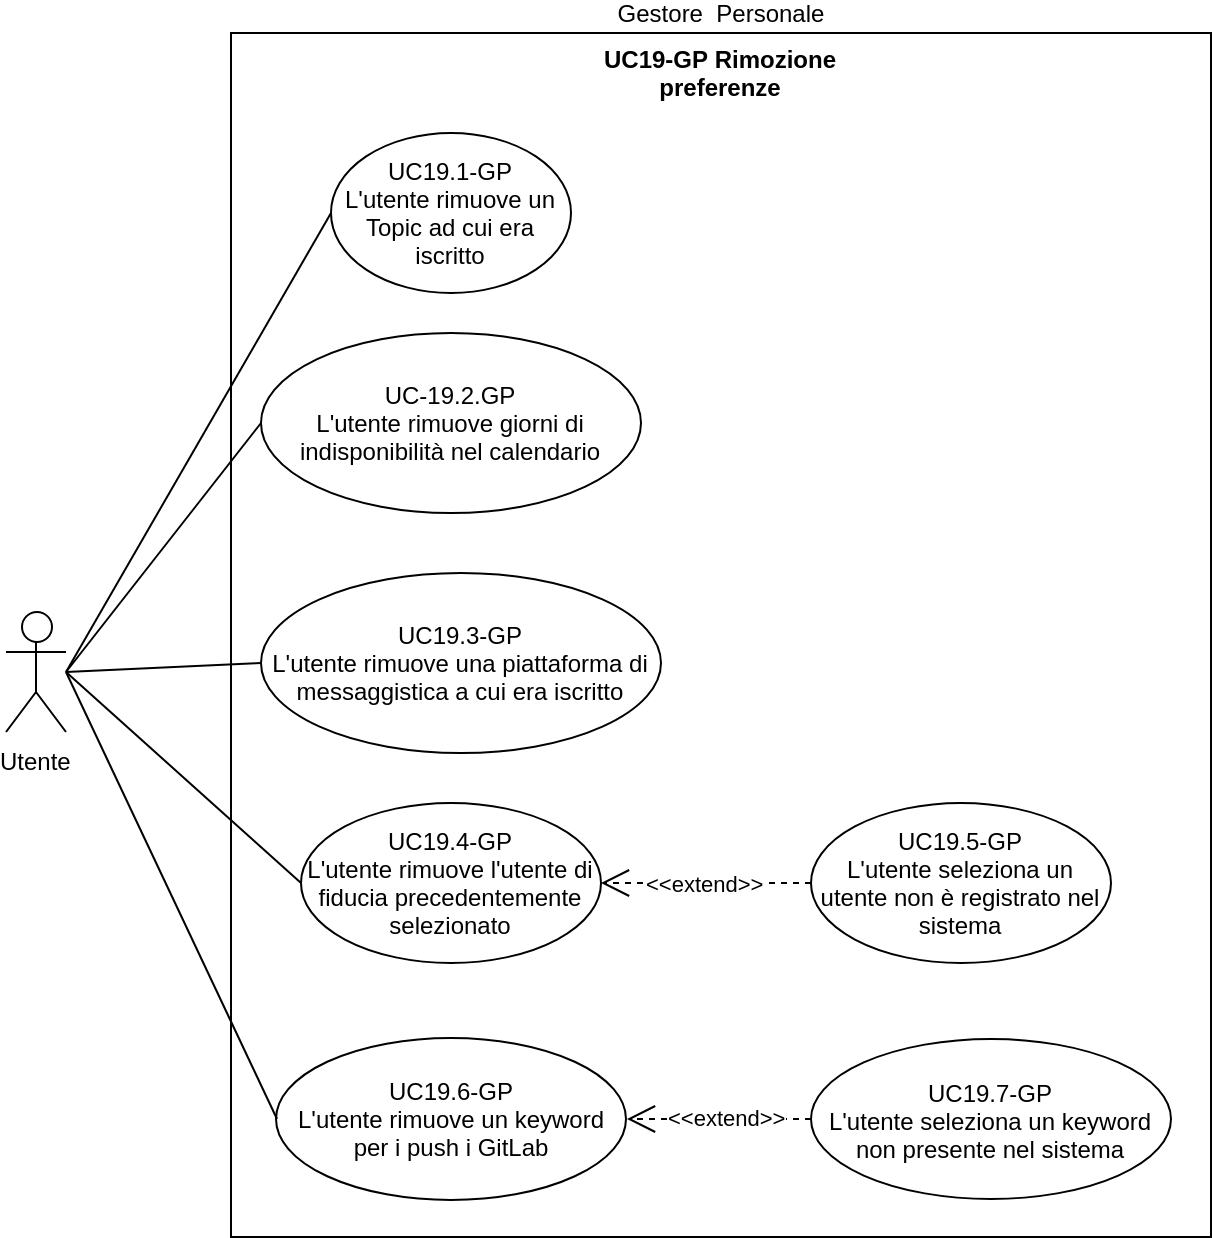 Gestore  Personale
UC19-GP Rimozione
preferenze
UC19.1-GP
L'utente rimuove un
Topic ad cui era
iscritto
UC-19.2.GP
L'utente rimuove giorni di
indisponibilità nel calendario
UC19.3-GP
L'utente rimuove una piattaforma di
messaggistica a cui era iscritto
Utente
UC19.4-GP
L'utente rimuove l'utente di
fiducia precedentemente
selezionato
<<extend>>
UC19.5-GP
L'utente seleziona un
utente non è registrato nel
sistema
UC19.6-GP
L'utente rimuove un keyword
per i push i GitLab
<<extend>>
UC19.7-GP
L'utente seleziona un keyword
non presente nel sistema